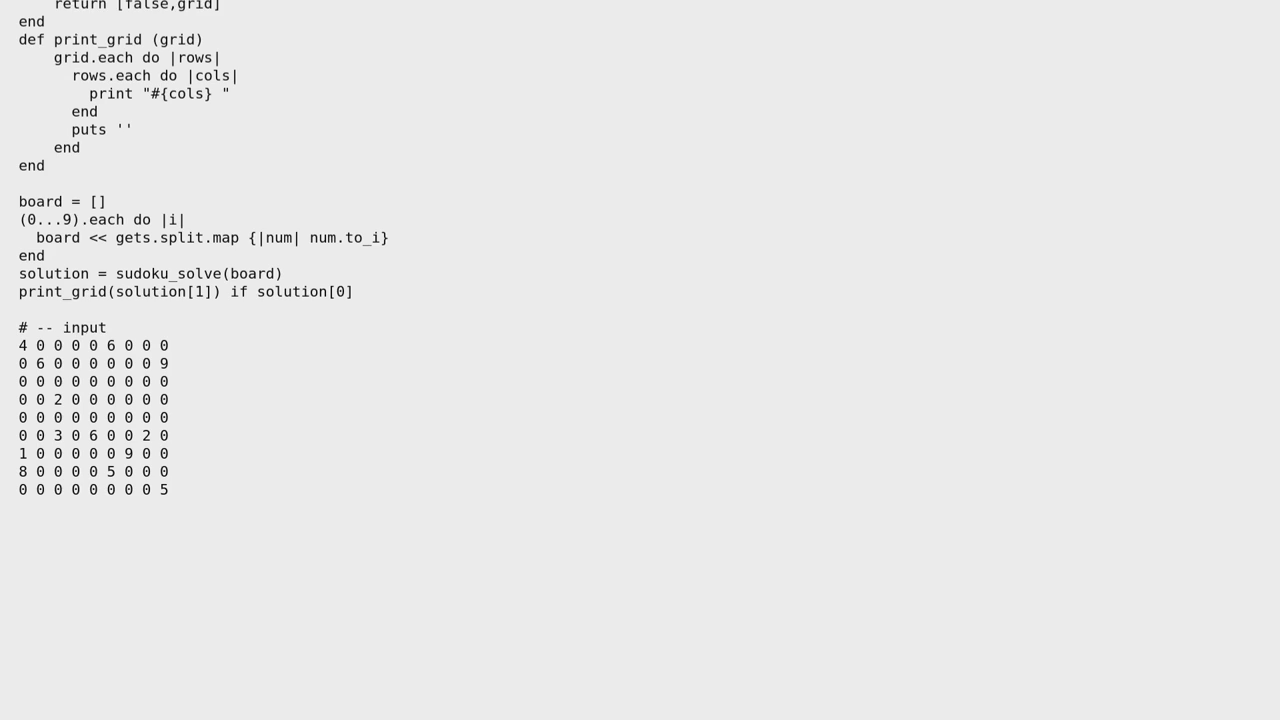 return [false,grid]
end
def print_grid (grid)
    grid.each do |rows|
      rows.each do |cols|
        print "#{cols} "
      end
      puts ''
    end
end

board = []
(0...9).each do |i|
  board << gets.split.map {|num| num.to_i}
end
solution = sudoku_solve(board)
print_grid(solution[1]) if solution[0]

# -- input
4 0 0 0 0 6 0 0 0
0 6 0 0 0 0 0 0 9
0 0 0 0 0 0 0 0 0
0 0 2 0 0 0 0 0 0
0 0 0 0 0 0 0 0 0
0 0 3 0 6 0 0 2 0
1 0 0 0 0 0 9 0 0
8 0 0 0 0 5 0 0 0
0 0 0 0 0 0 0 0 5